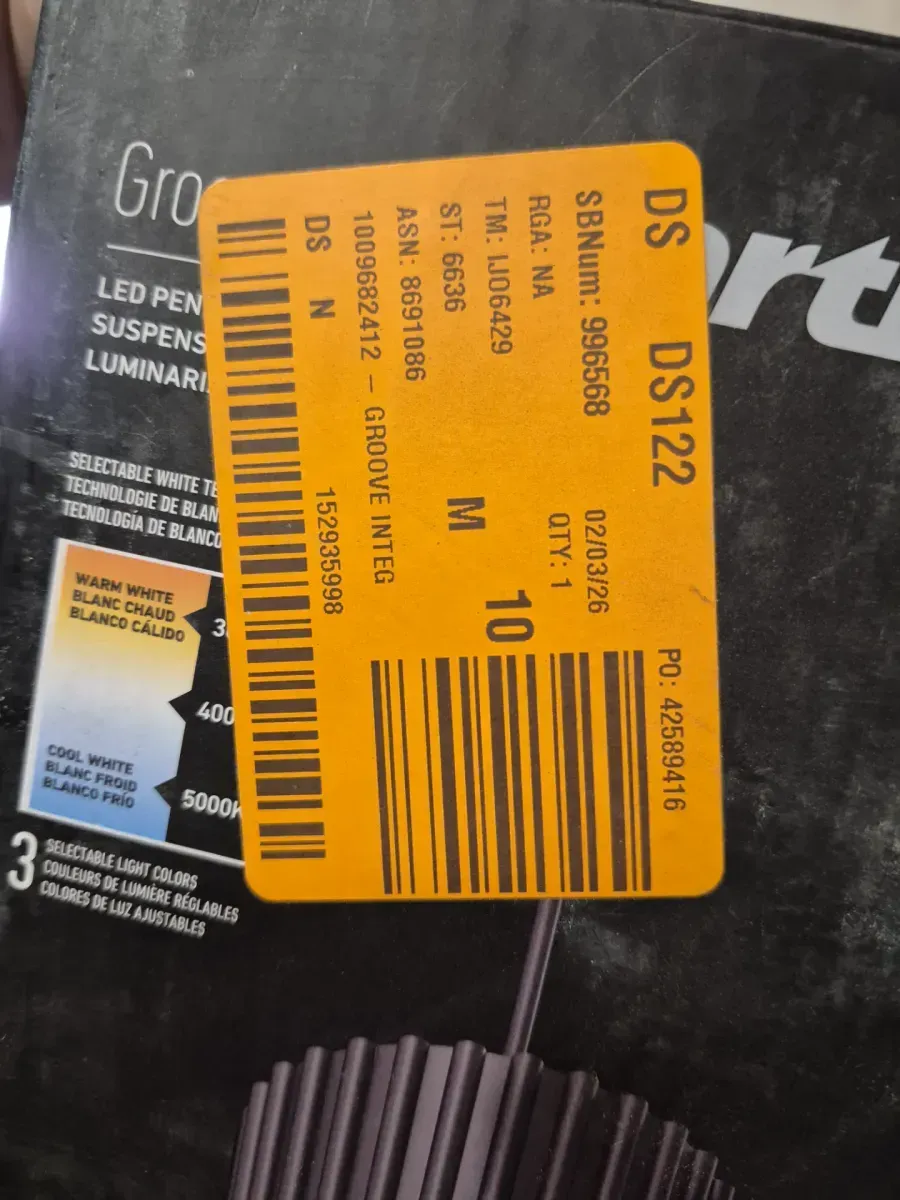 Gro
LED PEN
SUSPENS
LUMINARI
SELECTABLE WHITE TE
TECHNOLOGIE DE BLAN
TECNOLOGÍA DE BLANCO
WARM WHITE
BLANC CHAUD
BLANCO CÁLIDO
3
400
COOL WHITE
BLANC FROID
BLANCO FRÍO
5000K
3 SELECTABLE LIGHT COLORS
COULEURS DE LUMIÈRE RÉGLABLES
COLORES DE LUZ AJUSTABLES
art
DS DS122 PO: 42589416
SBNum: 996568 02/03/26
RGA: NA QTY: 1
TM: IJ06429 10
ST: 6636 M
ASN: 8691086
1009682412 - GROOVE INTEG
DS N 152935998